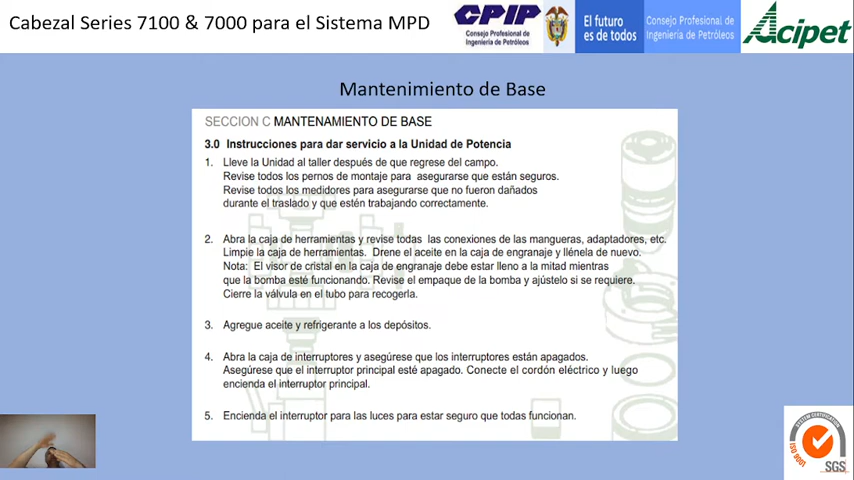 Cabezal Series 7100 & 7000 para el Sistema MPD
CPIP
Consejo Profesional de
Ingeniería de Petróleos
El futuro
es de todos
Consejo Profesional de
Ingeniería de Petróleos
Acipet
Mantenimiento de Base
SECCION C MANTENAMIENTO DE BASE
3.0 Instrucciones para dar servicio a la Unidad de Potencia
1. Lleve la Unidad al taller después de que regrese del campo.
Revise todos los pernos de montaje para asegurarse que están seguros.
Revise todos los medidores para asegurarse que no fueron dañados
durante el traslado y que estén trabajando correctamente.
2. Abra la caja de herramientas y revise todas las conexiones de las mangueras, adaptadores, etc.
Limpie la caja de herramientas. Drene el aceite en la caja de engranaje y llénela de nuevo.
Nota: El visor de cristal en la caja de engranaje debe estar lleno a la mitad mientras
que la bomba esté funcionando. Revise el empaque de la bomba y ajústelo si se requiere.
Cierre la válvula en el tubo para recogerla.
3. Agregue aceite y refrigerante a los depósitos.
4. Abra la caja de interruptores y asegúrese que los interruptores están apagados.
Asegúrese que el interruptor principal esté apagado. Conecte el cordón eléctrico y luego
encienda el interruptor principal.
5. Encienda el interruptor para las luces para estar seguro que todas funcionan.
SYSTEM CERTIFICATION
ISO 9001
SGS